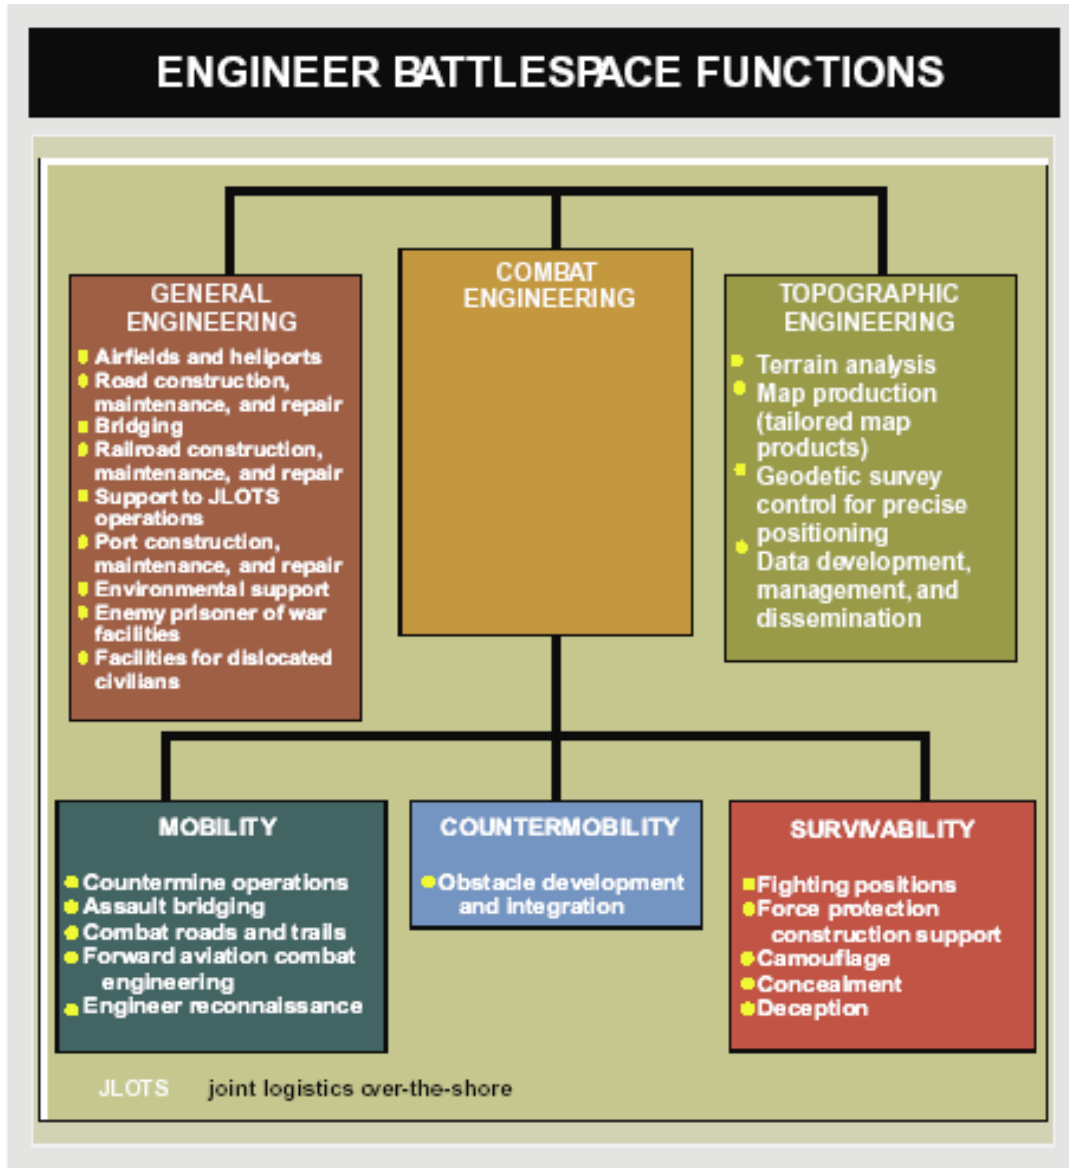 ENGINEER BATTLESPACE FUNCTIONS
GENERAL
ENGINEERING
Airfields and heliports
Road construction,
maintenance, and repair
Bridging
Railroad construction,
maintenance, and repair
Support to JLOTS
operations
Port construction,
maintenance, and repair
Environmental support
Enemy prisoner of war
facilities
Facilities for dislocated
civilians
COMBAT
ENGINEERING
TOPOGRAPHIC
ENGINEERING
Terrain analysis
Map production
(tailored map
products)
Geodetic survey
control for precise
positioning
Data development,
management, and
dissemination
MOBILITY
Countermine operations
Assault bridging
Combat roads and trails
Forward aviation combat
engineering
Engineer reconnaissance
COUNTERMOBILITY
Obstacle development
and integration
SURVIVABILITY
Fighting positions
Force protection
construction support
Camouflage
Concealment
Deception
JLOTS joint logistics over-the-shore